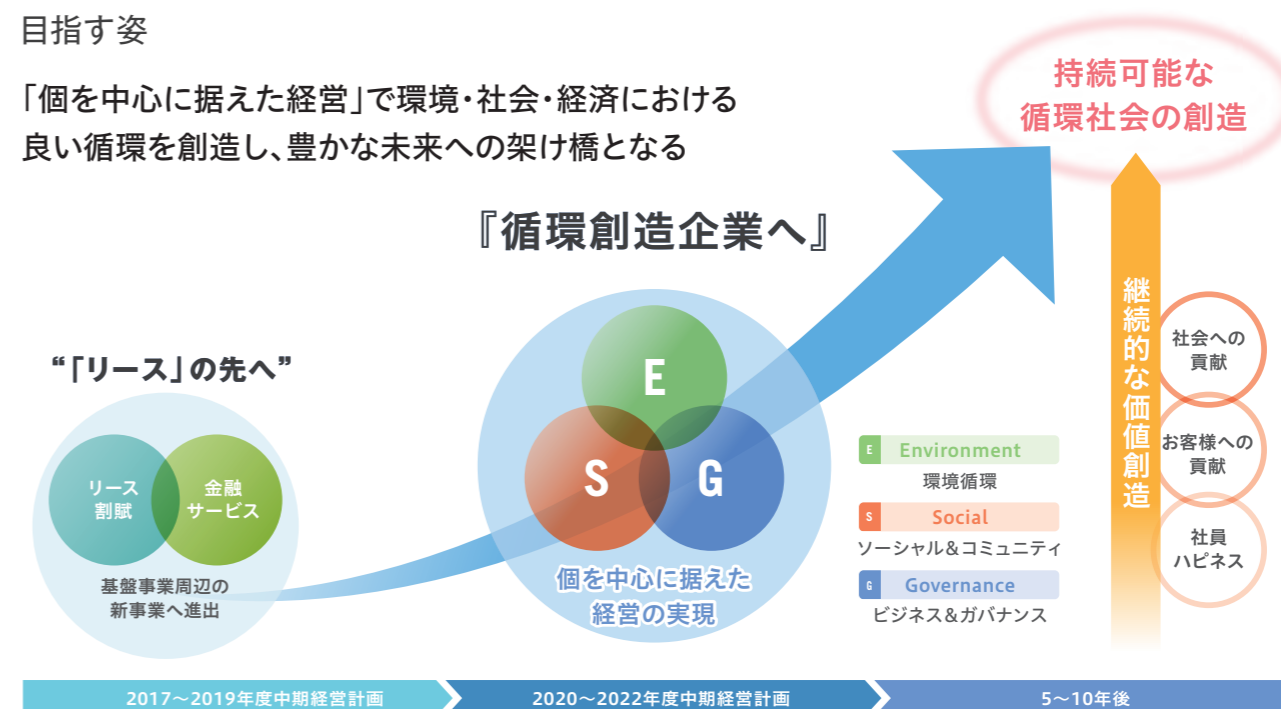 目指す姿
「個を中心に据えた経営」で環境・社会・経済における
良い循環を創造し、豊かな未来への架け橋となる
持続可能な
循環社会の創造
『循環創造企業へ』
“「リース」の先へ”
リース
割賦
金融
サービス
基盤事業周辺の
新事業へ進出
E
S
G
個を中心に据えた
経営の実現
E Environment
環境循環
S Social
ソーシャル＆コミュニティ
G Governance
ビジネス＆ガバナンス
継続的な価値創造
社会への
貢献
お客様への
貢献
社員
ハピネス
2017〜2019年度中期経営計画
2020〜2022年度中期経営計画
5〜10年後